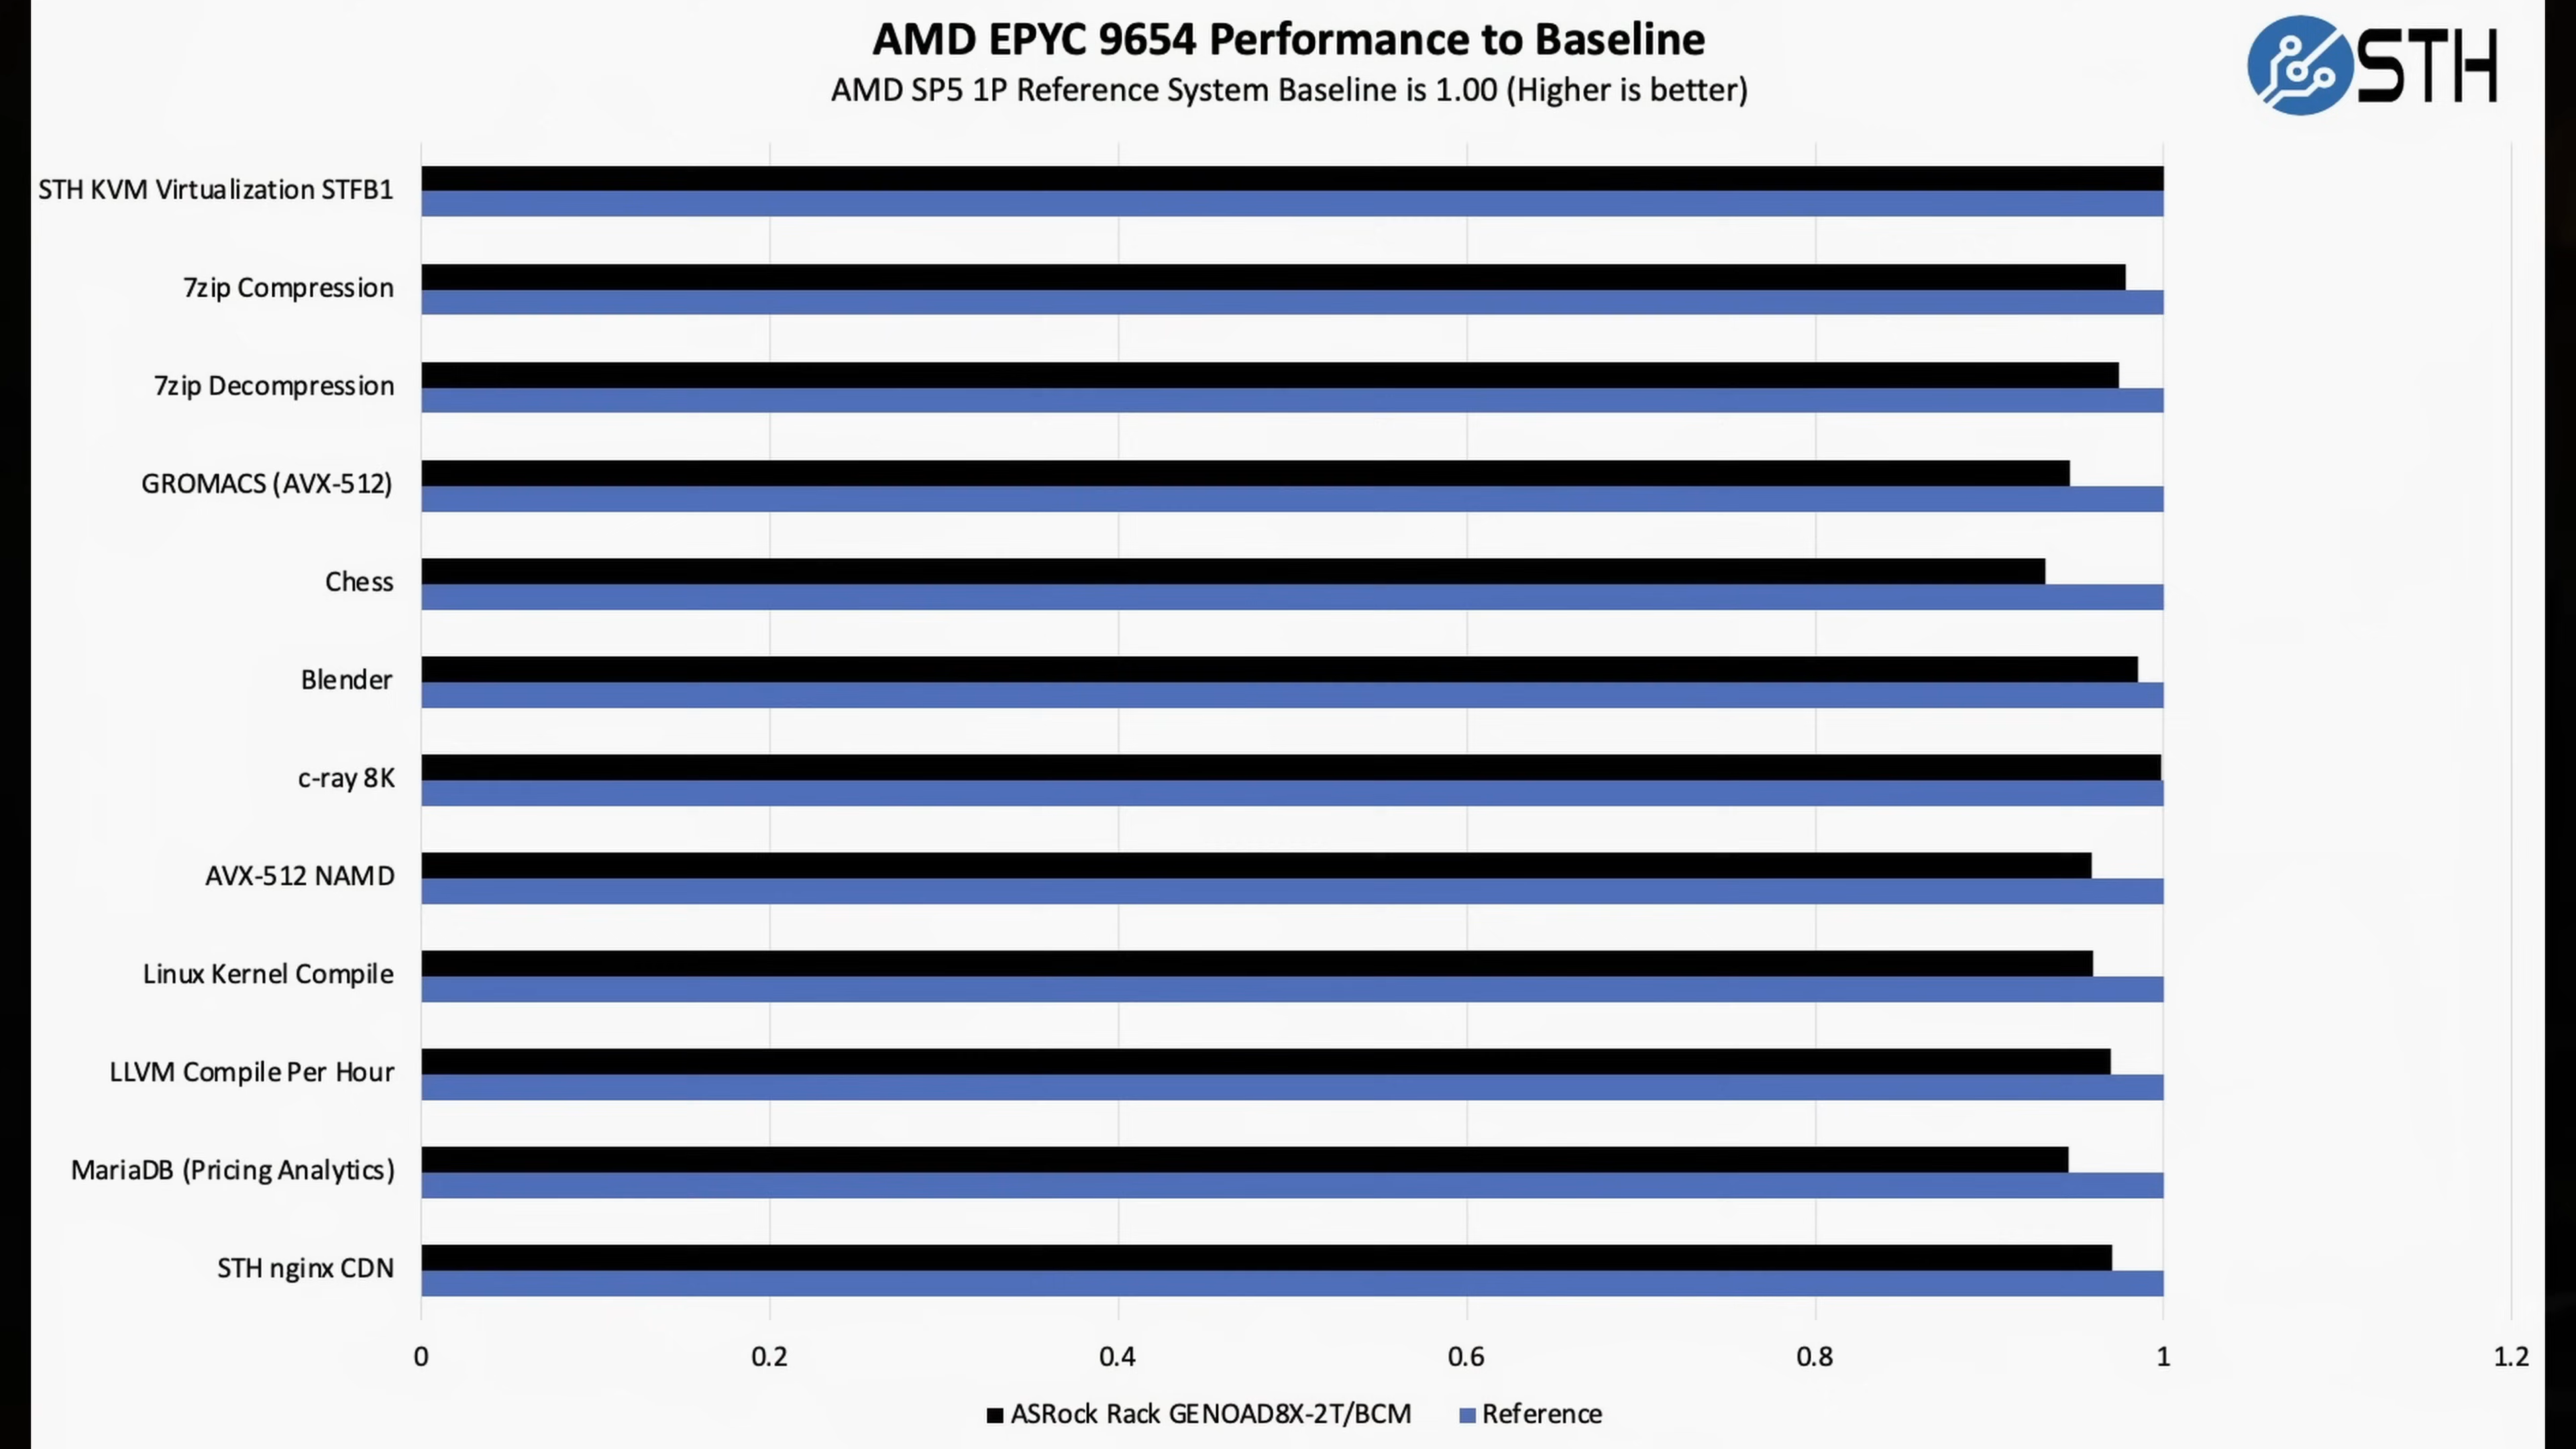 AMD EPYC 9654 Performance to Baseline
AMD SP5 1P Reference System Baseline is 1.00 (Higher is better)
STH
STH KVM Virtualization STFB1
7zip Compression
7zip Decompression
GROMACS (AVX-512)
Chess
Blender
c-ray 8K
AVX-512 NAMD
Linux Kernel Compile
LLVM Compile Per Hour
MariaDB (Pricing Analytics)
STH nginx CDN
0 0.2 0.4 0.6 0.8 1 1.2
ASRock Rack GENOAD8X-2T/BCM Reference